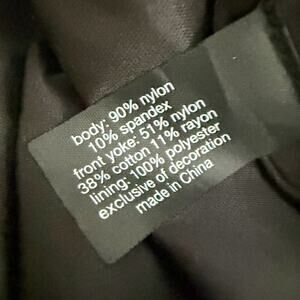 body: 90% nylon
10% spandex
front yoke: 51% nylon
38% cotton 11% rayon
lining: 100% polyester
exclusive of decoration
made in China